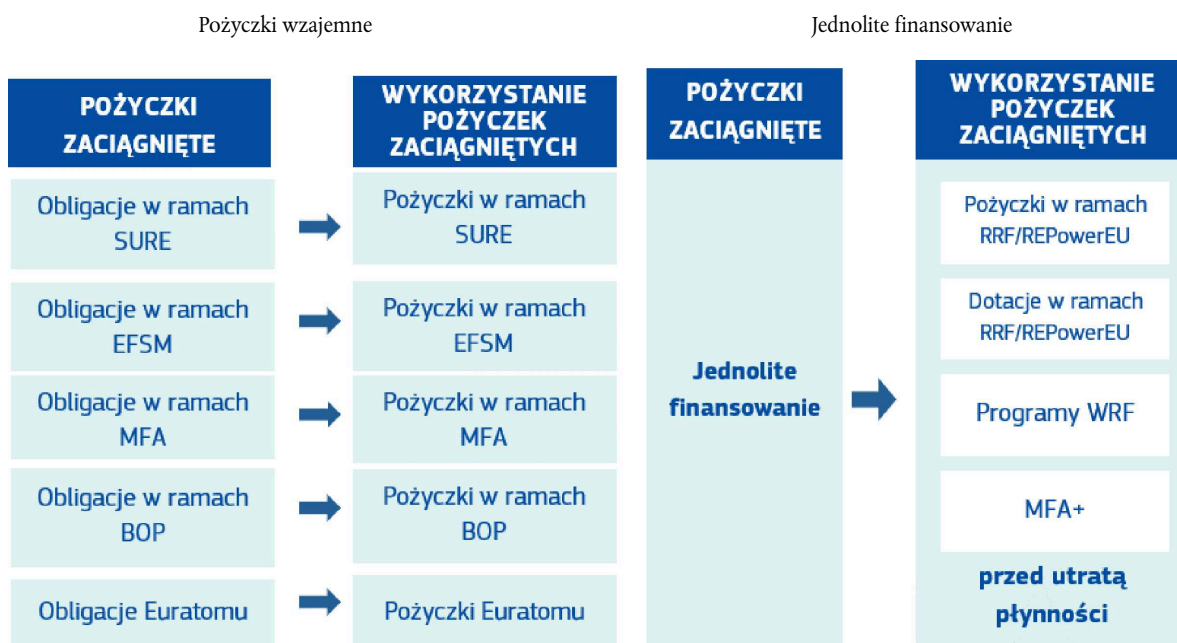 Pożyczki wzajemne
POŻYCZKI
ZACIĄGNIĘTE
WYKORZYSTANIE
POŻYCZEK
ZACIĄGNIĘTYCH
Obligacje w ramach
SURE
Pożyczki w ramach
SURE
Obligacje w ramach
EFSM
Pożyczki w ramach
EFSM
Obligacje w ramach
MFA
Pożyczki w ramach
MFA
Obligacje w ramach
BOP
Pożyczki w ramach
BOP
Obligacje Euratomu
Pożyczki Euratomu
Jednolite finansowanie
POŻYCZKI
ZACIĄGNIĘTE
WYKORZYSTANIE
POŻYCZEK
ZACIĄGNIĘTYCH
Jednolite
finansowanie
Pożyczki w ramach
RRF/REPowerEU
Dotacje w ramach
RRF/REPowerEU
Programy WRF
MFA+
przed utratą
płynności